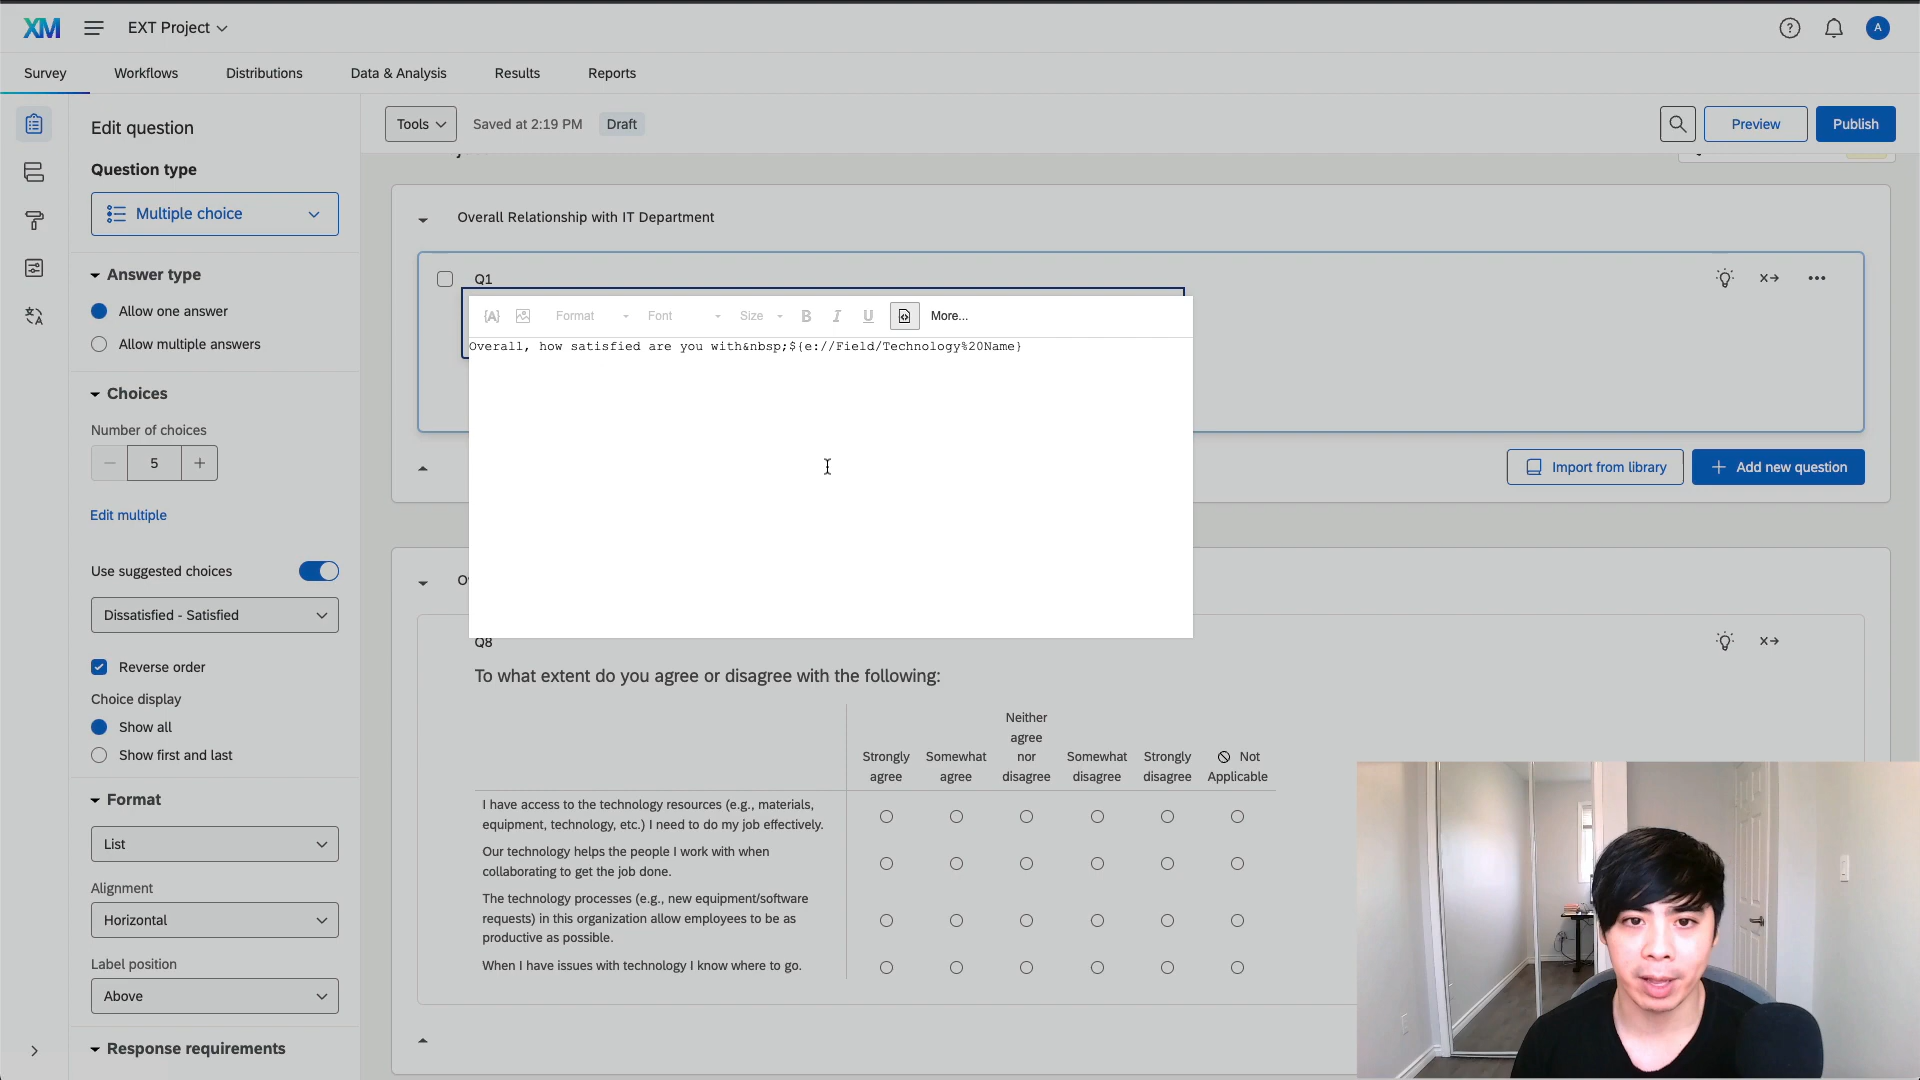 XM
EXT Project
A
Survey
Workflows
Distributions
Data & Analysis
Results
Reports
Edit question
Tools
Saved at 2:19 PM
Draft
Preview
Publish
Question type
Multiple choice
Answer type
Allow one answer
Allow multiple answers
Choices
Number of choices
5
Edit multiple
Use suggested choices
Dissatisfied - Satisfied
Reverse order
Choice display
Show all
Show first and last
Format
List
Alignment
Horizontal
Label position
Above
Response requirements
Overall Relationship with IT Department
Q1
{A}
Format
Font
Size
B
I
U
More...
Overall, how satisfied are you with&nbsp;${e://Field/Technology%20Name}
Import from library
Add new question
Q8
To what extent do you agree or disagree with the following:
Strongly agree
Somewhat agree
Neither agree nor disagree
Somewhat disagree
Strongly disagree
Not Applicable
I have access to the technology resources (e.g., materials,
equipment, technology, etc.) I need to do my job effectively.
Our technology helps the people I work with when
collaborating to get the job done.
The technology processes (e.g., new equipment/software
requests) in this organization allow employees to be as
productive as possible.
When I have issues with technology I know where to go.